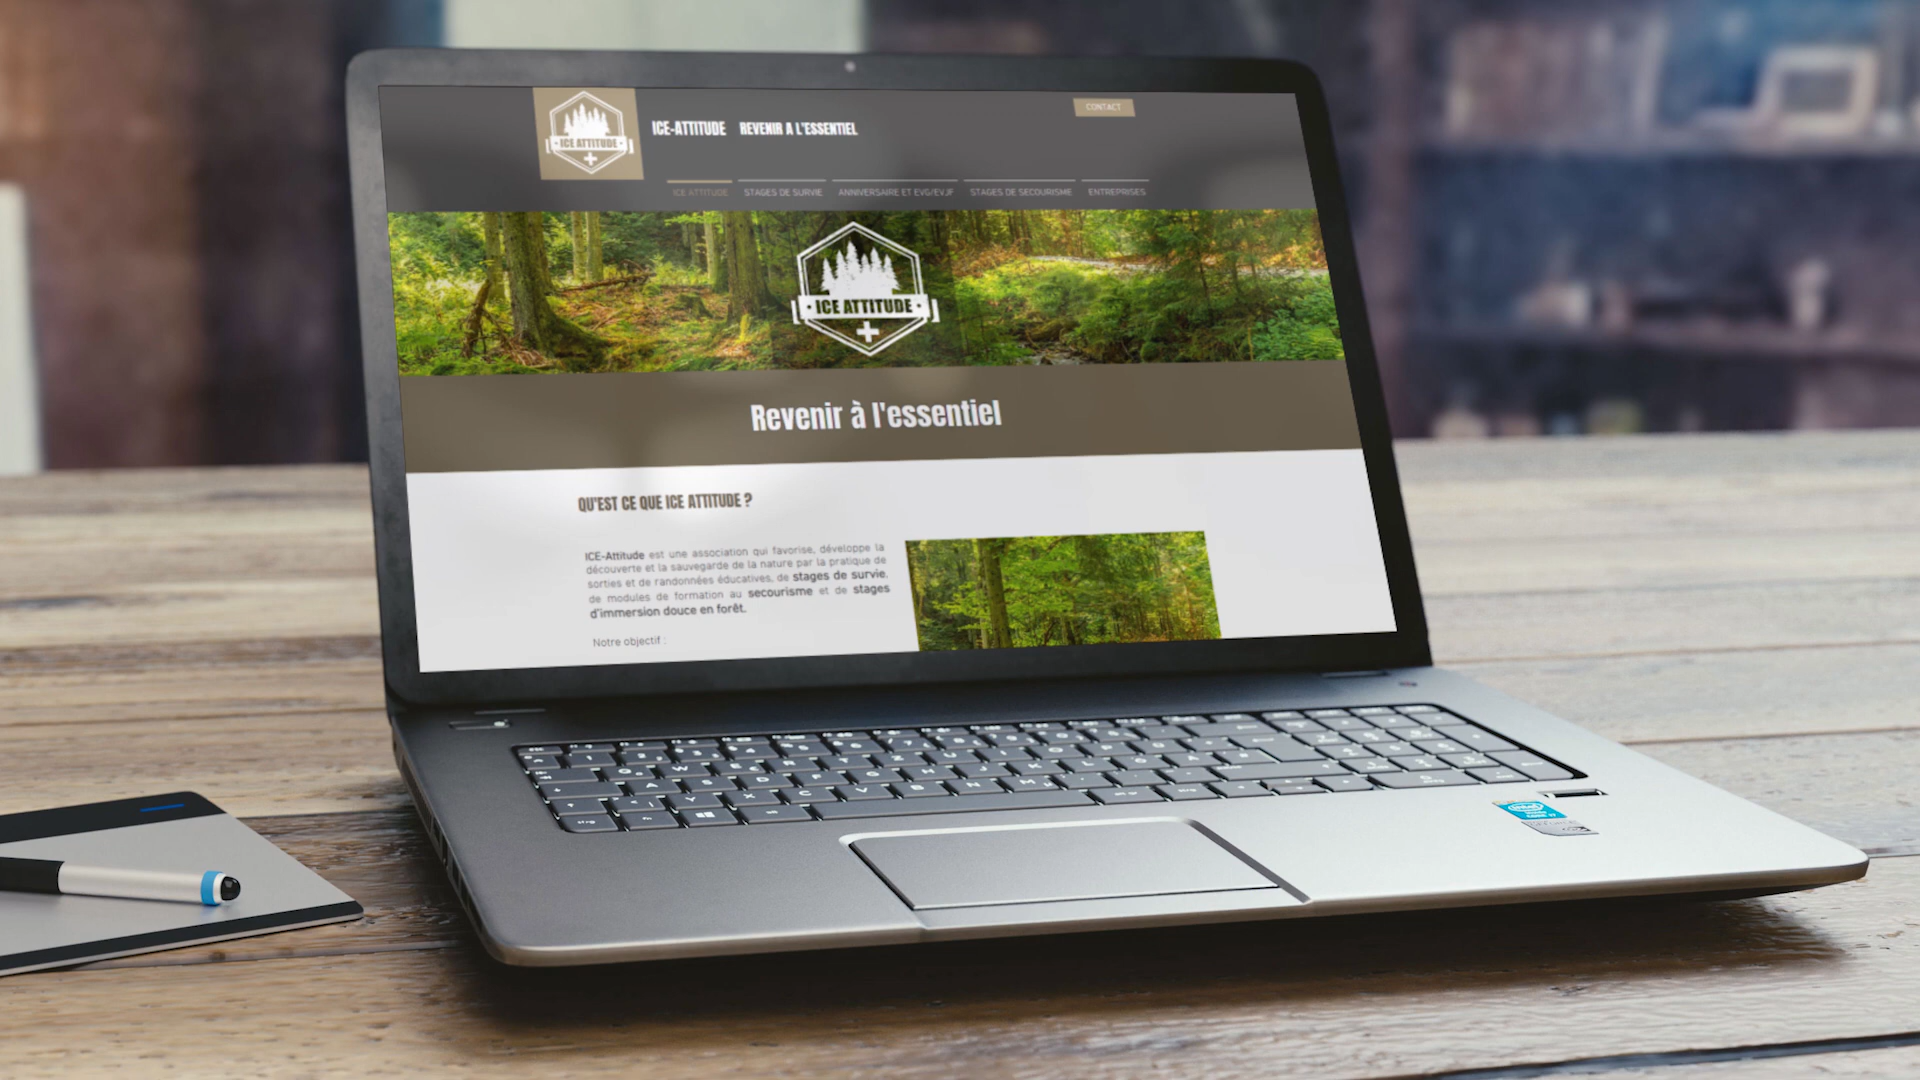 ICE ATTITUDE
ICE-ATTITUDE REVENIR A L'ESSENTIEL
CONTACT
ICE ATTITUDE STAGES DE SURVIE ANNIVERSAIRE ET EVG/EVJF STAGES DE SECOURISME ENTREPRISES
ICE ATTITUDE
Revenir à l'essentiel
QU'EST CE QUE ICE ATTITUDE ?
ICE-Attitude est une association qui favorise, développe la
découverte et la sauvegarde de la nature par la pratique de
sorties et de randonnées éducatives, de stages de survie,
de modules de formation au secourisme et de stages
d'immersion douce en forêt.
Notre objectif :
intel